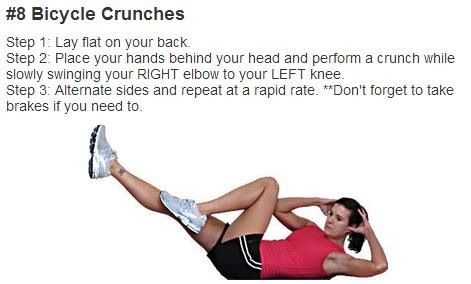 #8 Bicycle Crunches
Step 1: Lay flat on your back.
Step 2: Place your hands behind your head and perform a crunch while
slowly swinging your RIGHT elbow to your LEFT knee.
Step 3: Alternate sides and repeat at a rapid rate. **Don't forget to take
brakes if you need to.